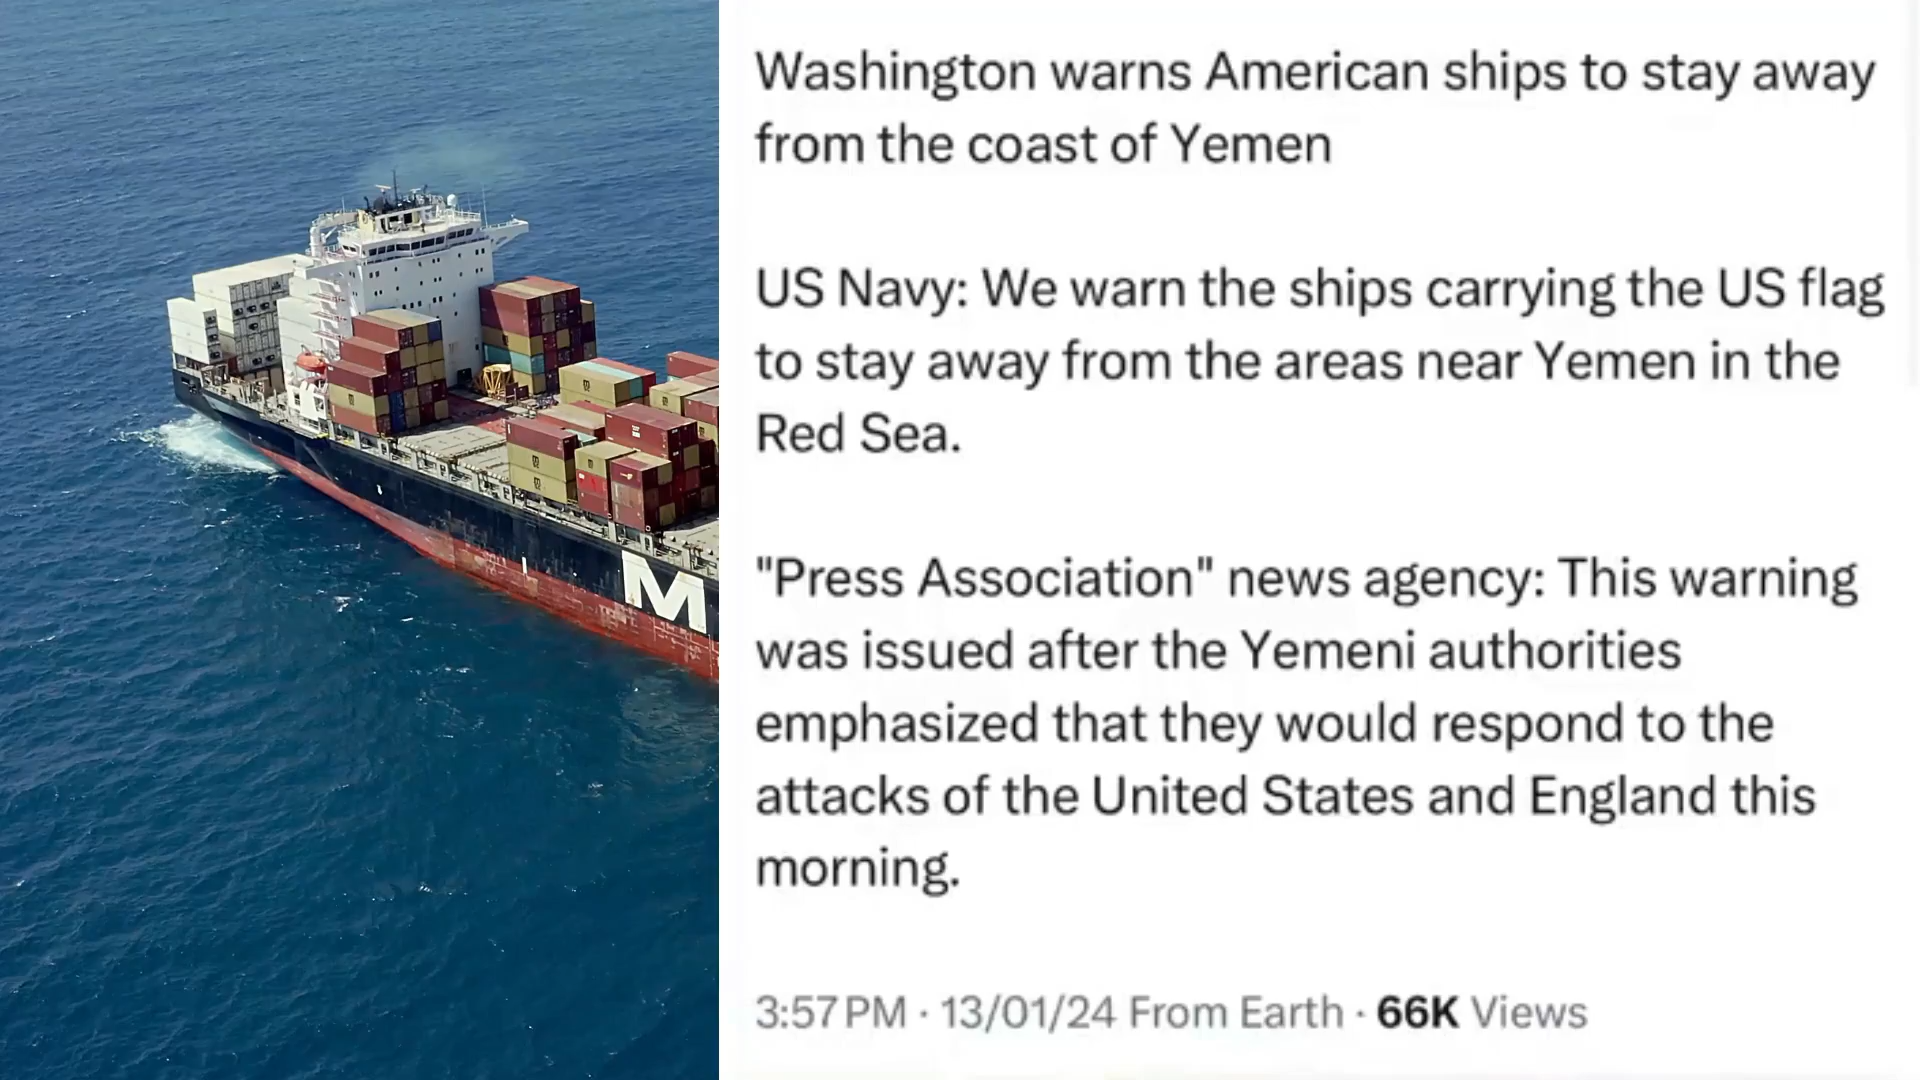 M
Washington warns American ships to stay away
from the coast of Yemen
US Navy: We warn the ships carrying the US flag
to stay away from the areas near Yemen in the
Red Sea.
"Press Association" news agency: This warning
was issued after the Yemeni authorities
emphasized that they would respond to the
attacks of the United States and England this
morning.
3:57 PM · 13/01/24 From Earth · 66K Views